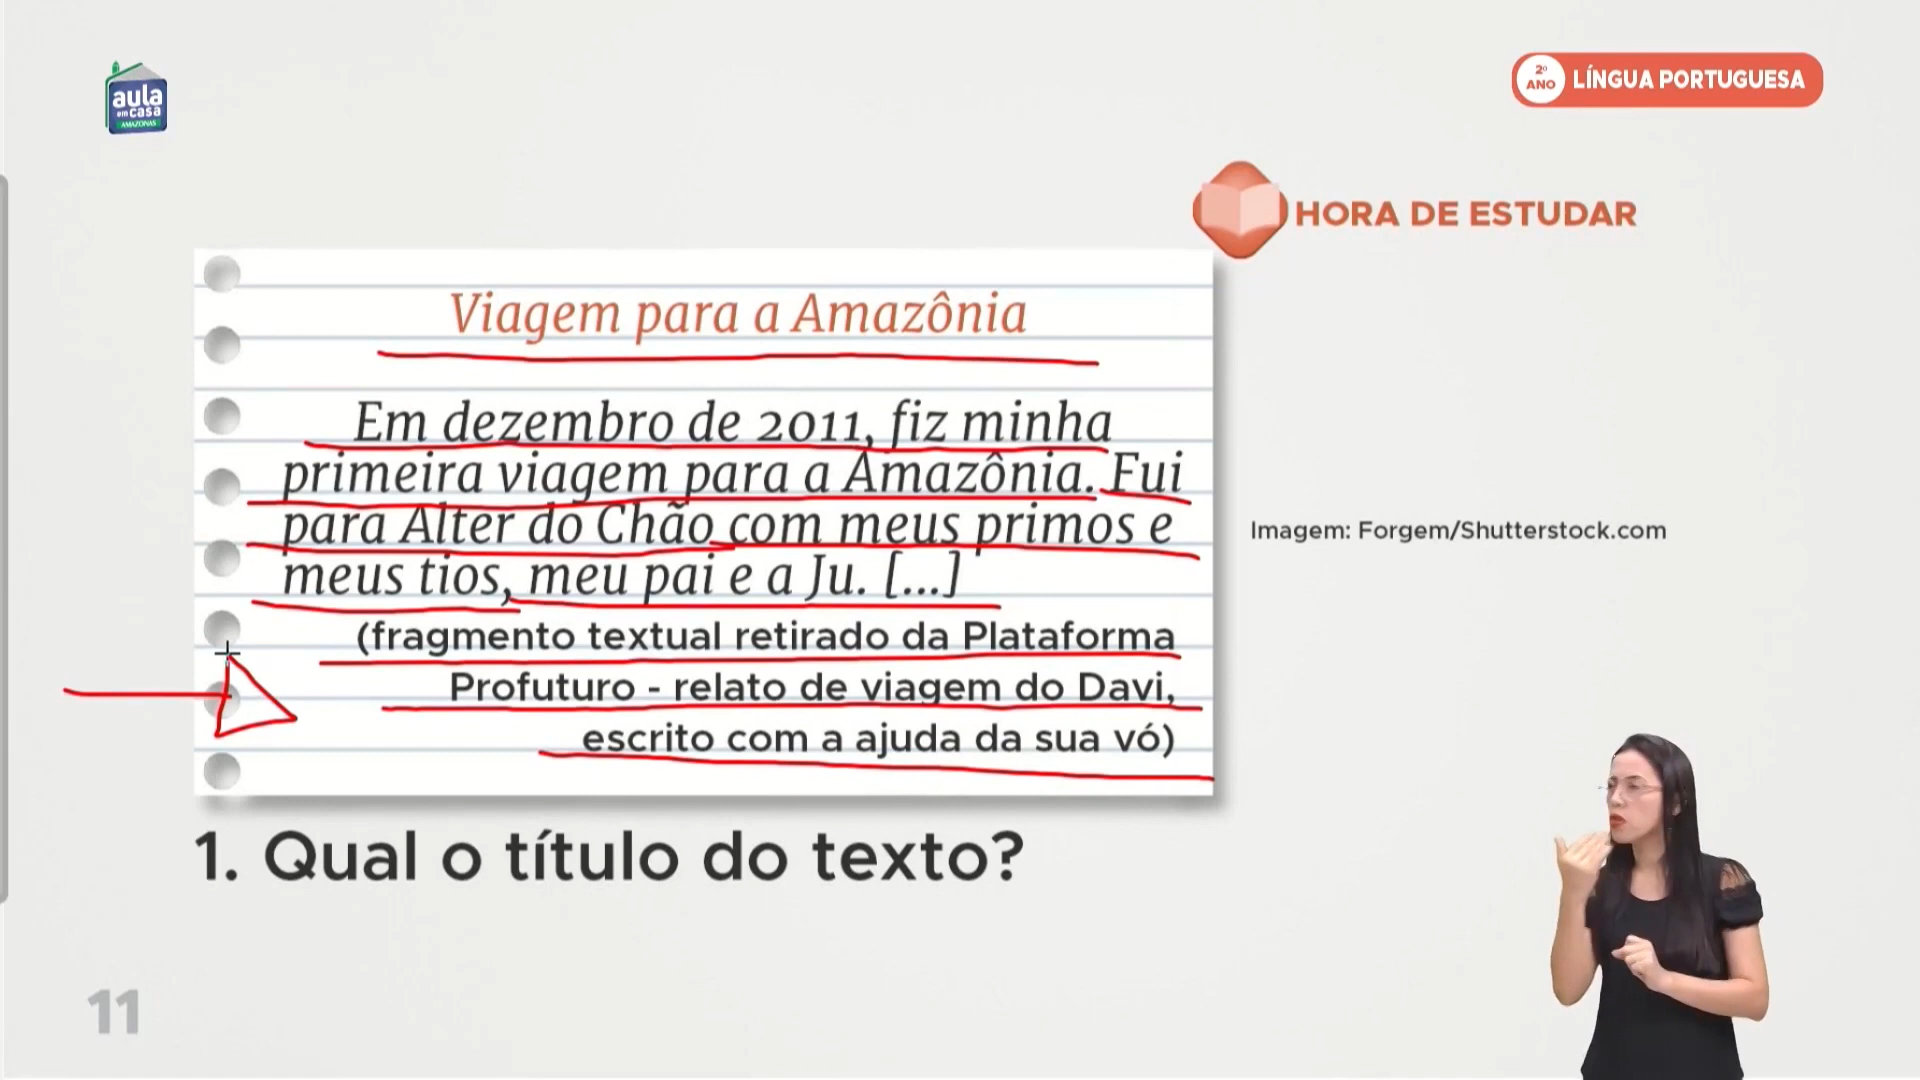 aula
em casa
AMAZONAS
2º
ANO
LÍNGUA PORTUGUESA
HORA DE ESTUDAR
Viagem para a Amazônia
Em dezembro de 2011, fiz minha
primeira viagem para a Amazônia. Fui
para Alter do Chão com meus primos e
meus tios, meu pai e a Ju. [...]
(fragmento textual retirado da Plataforma
Profuturo - relato de viagem do Davi,
escrito com a ajuda da sua vó)
Imagem: Forgem/Shutterstock.com
1. Qual o título do texto?
11